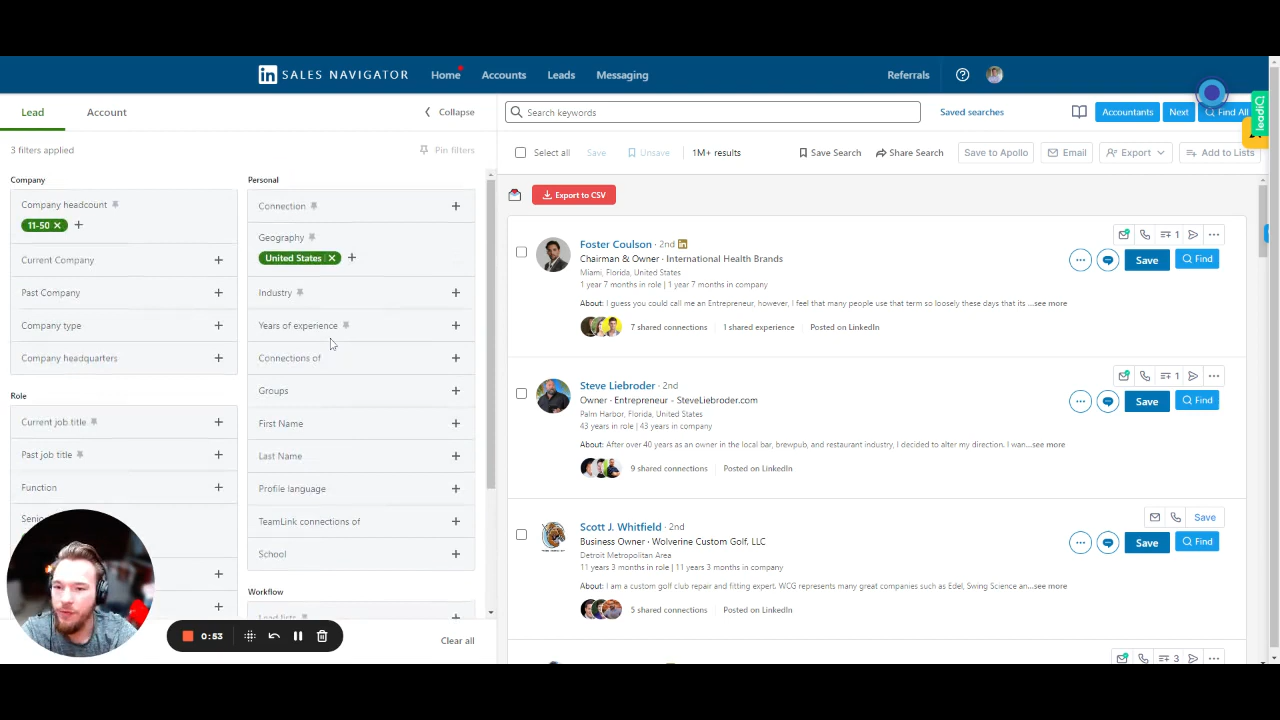 in SALES NAVIGATOR Home Accounts Leads Messaging Referrals
Lead Account Collapse
Search keywords Saved searches Accountants Next Find All
leadiQ
3 filters applied Pin filters
Select all Save Unsave 1M+ results Save Search Share Search Save to Apollo Email Export Add to Lists
Company
Company headcount
11-50
Current Company
Past Company
Company type
Company headquarters
Role
Current job title
Past job title
Function
Personal
Connection
Geography
United States
Industry
Years of experience
Connections of
Groups
First Name
Last Name
Profile language
TeamLink connections of
School
Workflow
Lead lists
0:53
Clear all
Export to CSV
Foster Coulson · 2nd in
Chairman & Owner · International Health Brands
Miami, Florida, United States
1 year 7 months in role | 1 year 7 months in company
About: I guess you could call me an Entrepreneur, however, I feel that many people use that term so loosely these days that its ...see more
7 shared connections 1 shared experience Posted on LinkedIn
1
Save Find
Steve Liebroder · 2nd
Owner · Entrepreneur - SteveLiebroder.com
Palm Harbor, Florida, United States
43 years in role | 43 years in company
About: After over 40 years as an owner in the local bar, brewpub, and restaurant industry, I decided to alter my direction. I wan...see more
9 shared connections Posted on LinkedIn
1
Save Find
Scott J. Whitfield · 2nd
Business Owner · Wolverine Custom Golf, LLC
Detroit Metropolitan Area
11 years 3 months in role | 11 years 3 months in company
About: I am a custom golf club repair and fitting expert. WCG represents many great companies such as Edel, Swing Science an...see more
5 shared connections Posted on LinkedIn
Save
Save Find
3